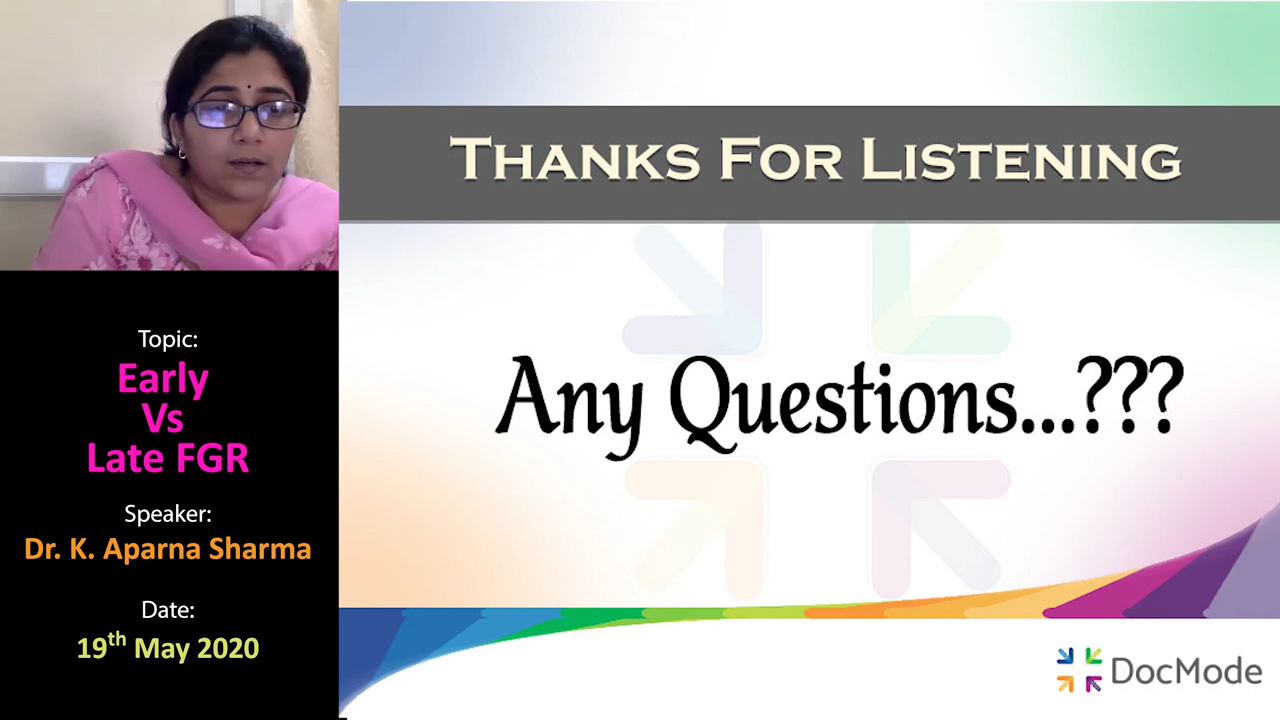 Topic:
Early
Vs
Late FGR
Speaker:
Dr. K. Aparna Sharma
Date:
19th May 2020
THANKS FOR LISTENING
Any Questions...???
DocMode